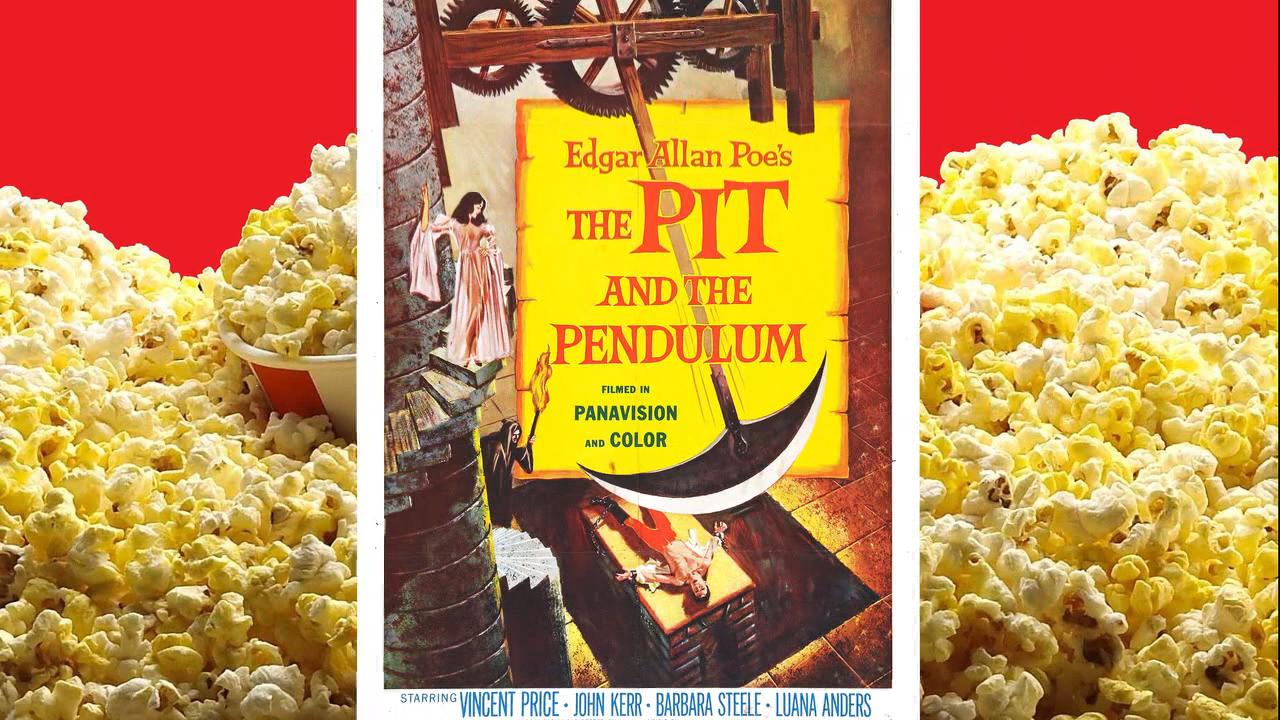 Edgar Allan Poe's
THE PIT
AND THE
PENDULUM
FILMED IN
PANAVISION
AND COLOR
STARRING VINCENT PRICE · JOHN KERR · BARBARA STEELE · LUANA ANDERS